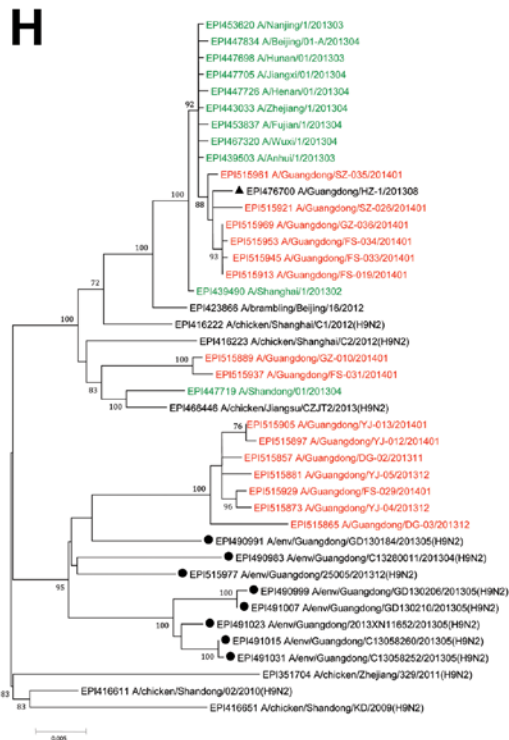 H
EPI453620 A/Nanjing/1/201303
EPI447834 A/Beijing/01-A/201304
EPI447698 A/Hunan/01/201303
EPI447705 A/Jiangxi/01/201304
EPI447726 A/Henan/01/201304
EPI443033 A/Zhejiang/1/201304
92
EPI453837 A/Fujian/1/201304
EPI467320 A/Wuxi/1/201304
EPI439503 A/Anhui/1/201303
EPI515981 A/Guangdong/SZ-035/201401
EPI476700 A/Guangdong/HZ-1/201308
100
88
EPI515921 A/Guangdong/SZ-026/201401
EPI515969 A/Guangdong/GZ-036/201401
EPI515953 A/Guangdong/FS-034/201401
100
93
EPI515945 A/Guangdong/FS-033/201401
EPI515913 A/Guangdong/FS-019/201401
72
EPI439490 A/Shanghai/1/201302
EPI423866 A/brambling/Beijing/16/2012
100
EPI416222 A/chicken/Shanghai/C1/2012(H9N2)
EPI416223 A/chicken/Shanghai/C2/2012(H9N2)
100
EPI515889 A/Guangdong/GZ-010/201401
EPI515937 A/Guangdong/FS-031/201401
83
EPI447719 A/Shandong/01/201304
100
EPI466446 A/chicken/Jiangsu/CZJT2/2013(H9N2)
76
EPI515905 A/Guangdong/YJ-013/201401
EPI515897 A/Guangdong/YJ-012/201401
EPI515857 A/Guangdong/DG-02/201311
EPI515881 A/Guangdong/YJ-05/201312
100
EPI515929 A/Guangdong/FS-029/201401
96
EPI515873 A/Guangdong/YJ-04/201312
EPI515865 A/Guangdong/DG-03/201312
EPI490991 A/env/Guangdong/GD130184/201305(H9N2)
EPI490983 A/env/Guangdong/C13280011/201304(H9N2)
95
EPI515977 A/env/Guangdong/25005/201312(H9N2)
100
EPI490999 A/env/Guangdong/GD130206/201305(H9N2)
EPI491007 A/env/Guangdong/GD130210/201305(H9N2)
100
EPI491023 A/env/Guangdong/2013XN11652/201305(H9N2)
EPI491015 A/env/Guangdong/C13058260/201305(H9N2)
100
EPI491031 A/env/Guangdong/C13058252/201305(H9N2)
EPI351704 A/chicken/Zhejiang/329/2011(H9N2)
83
EPI416611 A/chicken/Shandong/02/2010(H9N2)
83
EPI416651 A/chicken/Shandong/KD/2009(H9N2)
0.005